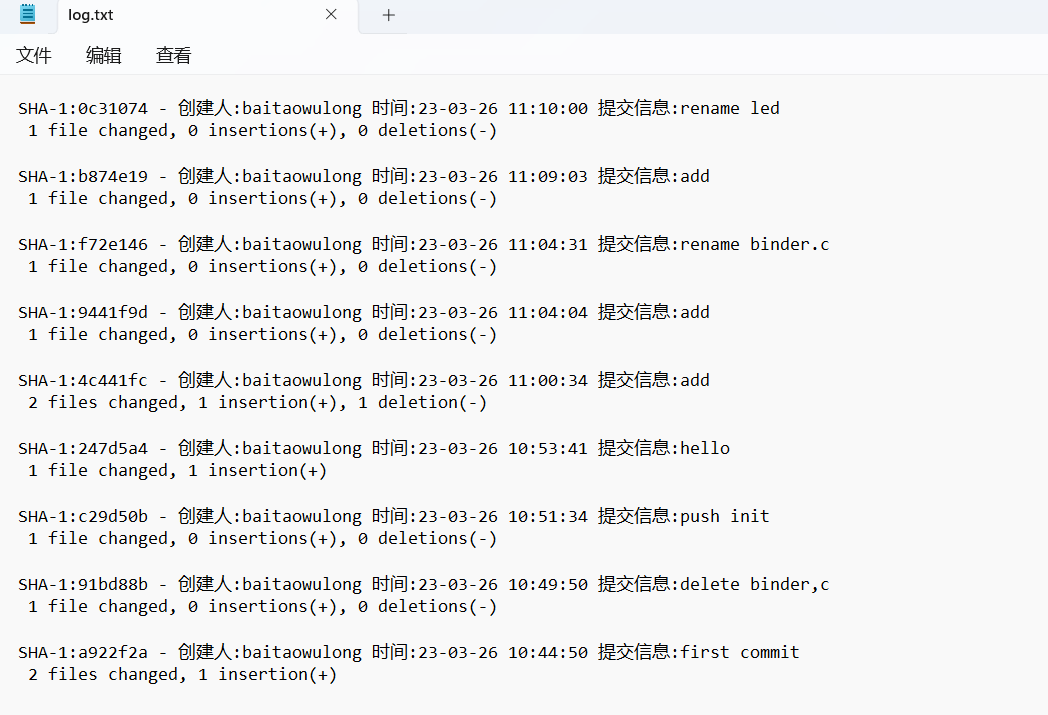 log.txt
文件 编辑 查看
SHA-1:0c31074 - 创建人:baitaowulong 时间:23-03-26 11:10:00 提交信息:rename led
1 file changed, 0 insertions(+), 0 deletions(-)
SHA-1:b874e19 - 创建人:baitaowulong 时间:23-03-26 11:09:03 提交信息:add
1 file changed, 0 insertions(+), 0 deletions(-)
SHA-1:f72e146 - 创建人:baitaowulong 时间:23-03-26 11:04:31 提交信息:rename binder.c
1 file changed, 0 insertions(+), 0 deletions(-)
SHA-1:9441f9d - 创建人:baitaowulong 时间:23-03-26 11:04:04 提交信息:add
1 file changed, 0 insertions(+), 0 deletions(-)
SHA-1:4c441fc - 创建人:baitaowulong 时间:23-03-26 11:00:34 提交信息:add
2 files changed, 1 insertion(+), 1 deletion(-)
SHA-1:247d5a4 - 创建人:baitaowulong 时间:23-03-26 10:53:41 提交信息:hello
1 file changed, 1 insertion(+)
SHA-1:c29d50b - 创建人:baitaowulong 时间:23-03-26 10:51:34 提交信息:push init
1 file changed, 0 insertions(+), 0 deletions(-)
SHA-1:91bd88b - 创建人:baitaowulong 时间:23-03-26 10:49:50 提交信息:delete binder,c
1 file changed, 0 insertions(+), 0 deletions(-)
SHA-1:a922f2a - 创建人:baitaowulong 时间:23-03-26 10:44:50 提交信息:first commit
2 files changed, 1 insertion(+)